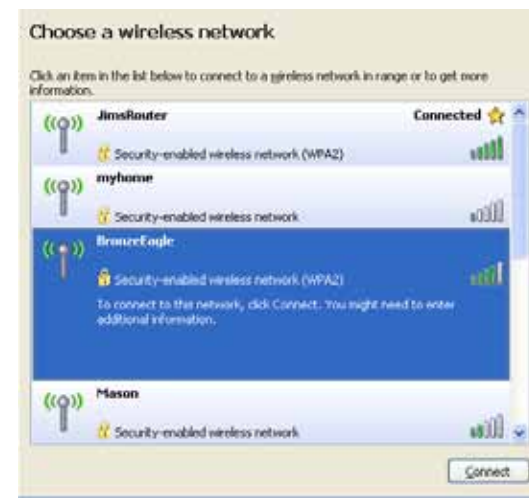 Choose a wireless network
Click an item in the list below to connect to a wireless network in range or to get more
information.
JimsRouter
Connected
Security-enabled wireless network (WPA2)
myhome
Security-enabled wireless network
BronzeEagle
Security-enabled wireless network (WPA2)
To connect to this network, click Connect. You might need to enter
additional information.
Mason
Security-enabled wireless network
Connect